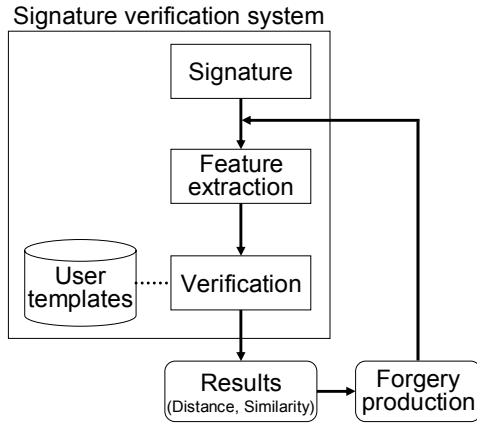 Signature verification system
Signature
Feature
extraction
User
templates
Verification
Results
(Distance, Similarity)
Forgery
production